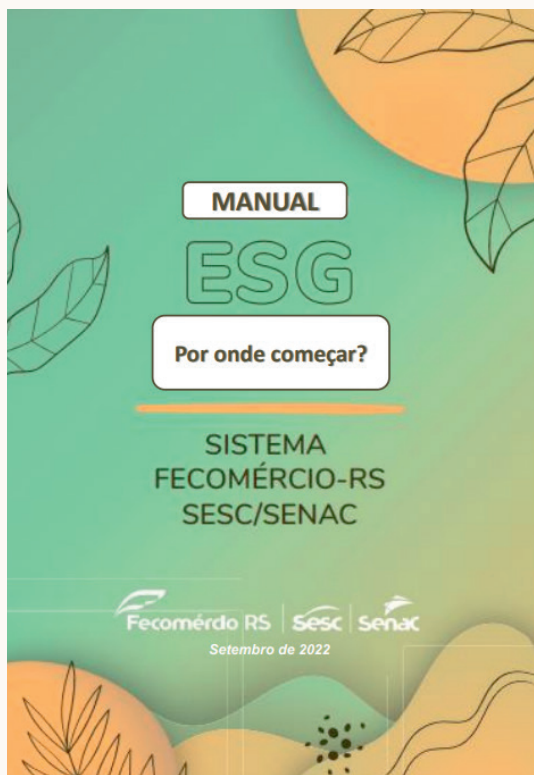 MANUAL
ESG
Por onde começar?
SISTEMA
FECOMÉRCIO-RS
SESC/SENAC
Fecomércio RS | Sesc | Senac
Setembro de 2022